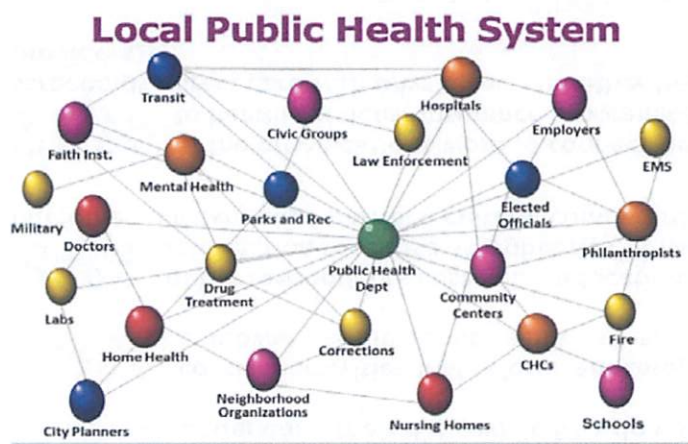 Local Public Health System
Transit
Hospitals
Civic Groups
Employers
Faith Inst.
Law Enforcement
EMS
Mental Health
Military
Parks and Rec
Elected
Officials
Doctors
Philanthropists
Public Health
Dept
Drug
Treatment
Community
Centers
Labs
Fire
Corrections
Home Health
CHCs
Neighborhood
Organizations
City Planners
Nursing Homes
Schools